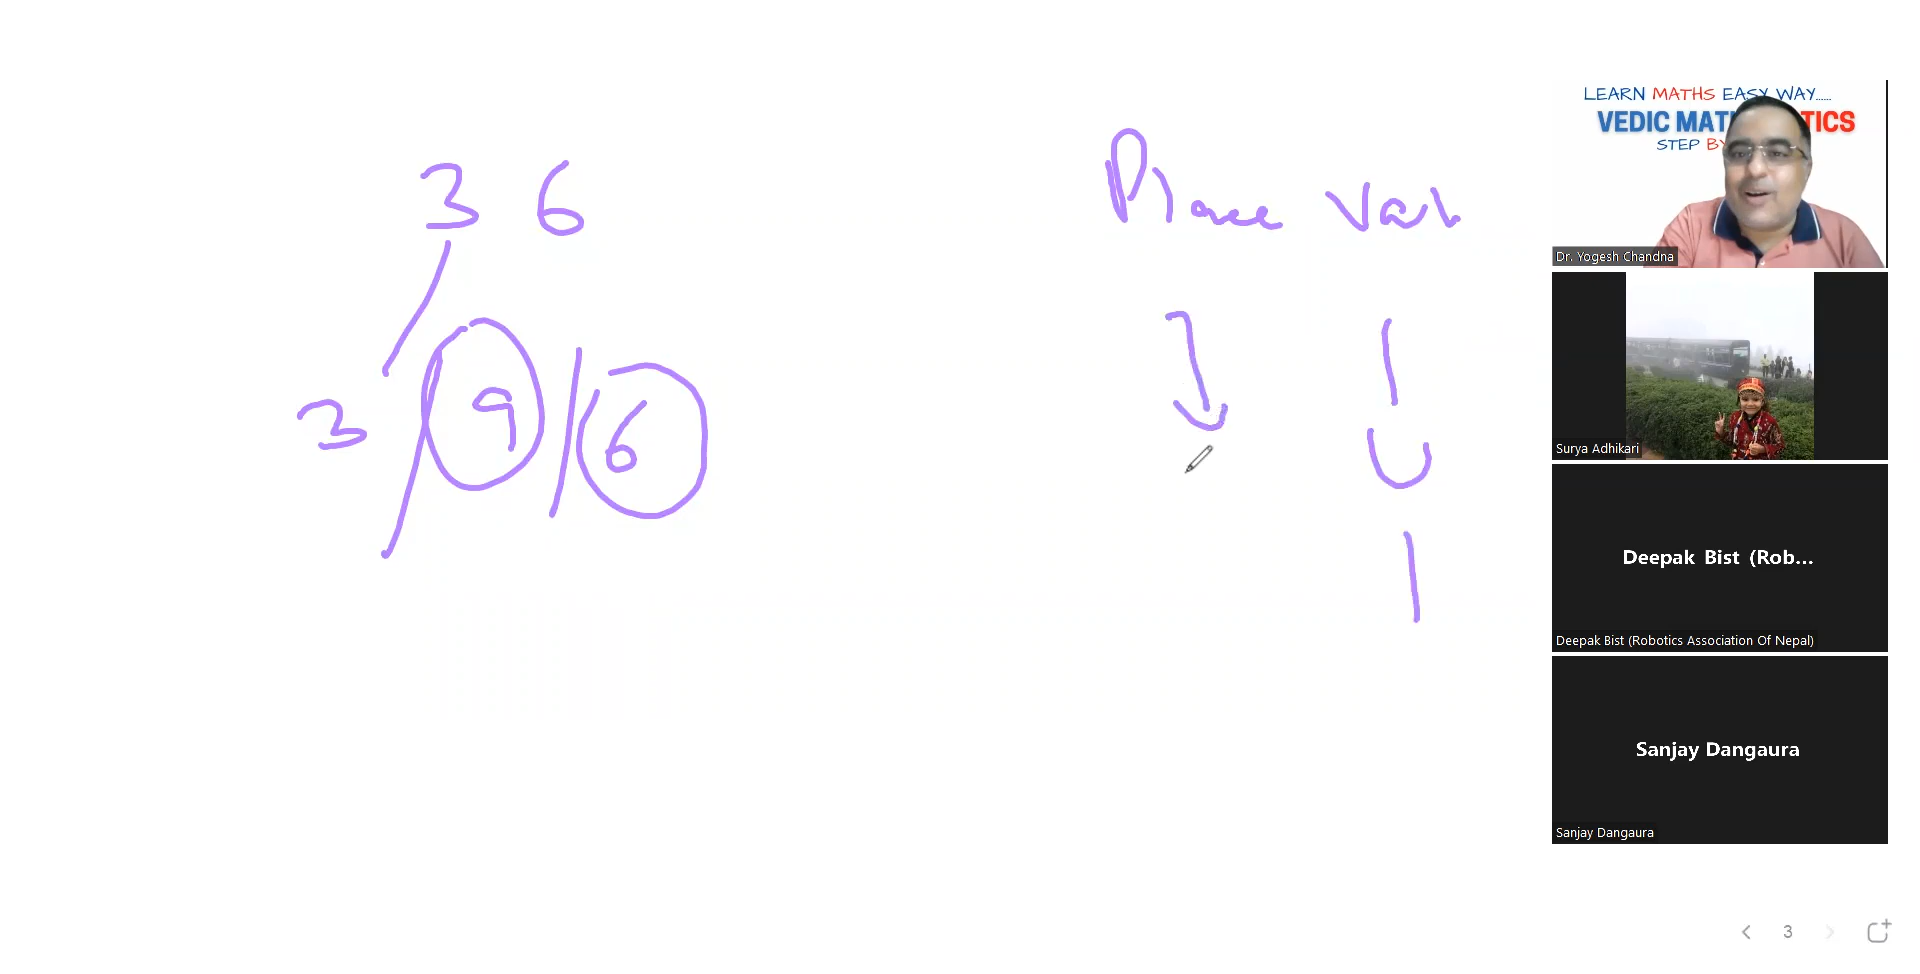 3 6
3 / 9 / 6
Place Val
LEARN MATHS EASY WAY......
VEDIC MAT TICS
STEP BY
Dr. Yogesh Chandna
Surya Adhikari
Deepak Bist (Rob...
Deepak Bist (Robotics Association Of Nepal)
Sanjay Dangaura
Sanjay Dangaura
3